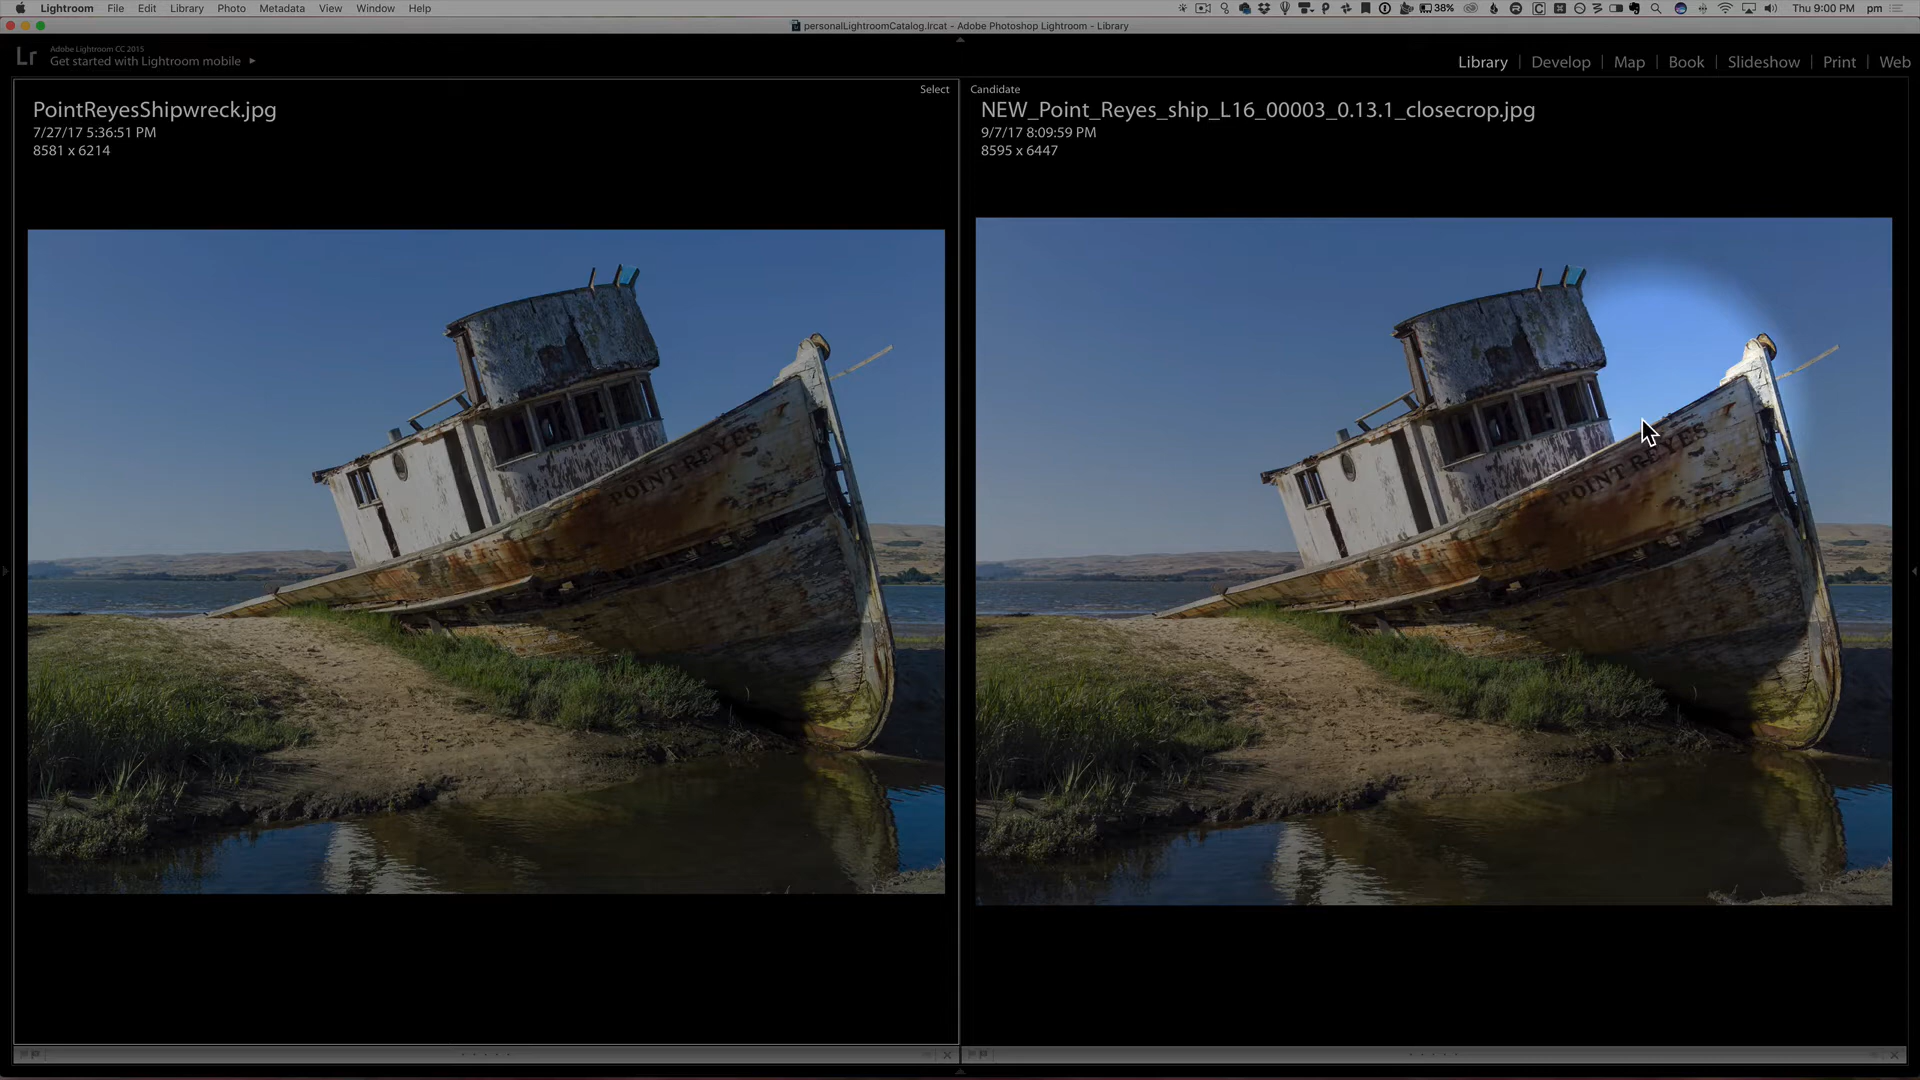 Lightroom File Edit Library Photo Metadata View Window Help
38% Thu 9:00 PM pm
personalLightroomCatalog.lrcat - Adobe Photoshop Lightroom - Library
Lr
Adobe Lightroom CC 2015
Get started with Lightroom mobile
Library | Develop | Map | Book | Slideshow | Print | Web
Select
PointReyesShipwreck.jpg
7/27/17 5:36:51 PM
8581 x 6214
POINT REYES
Candidate
NEW_Point_Reyes_ship_L16_00003_0.13.1_closecrop.jpg
9/7/17 8:09:59 PM
8595 x 6447
POINT REYES